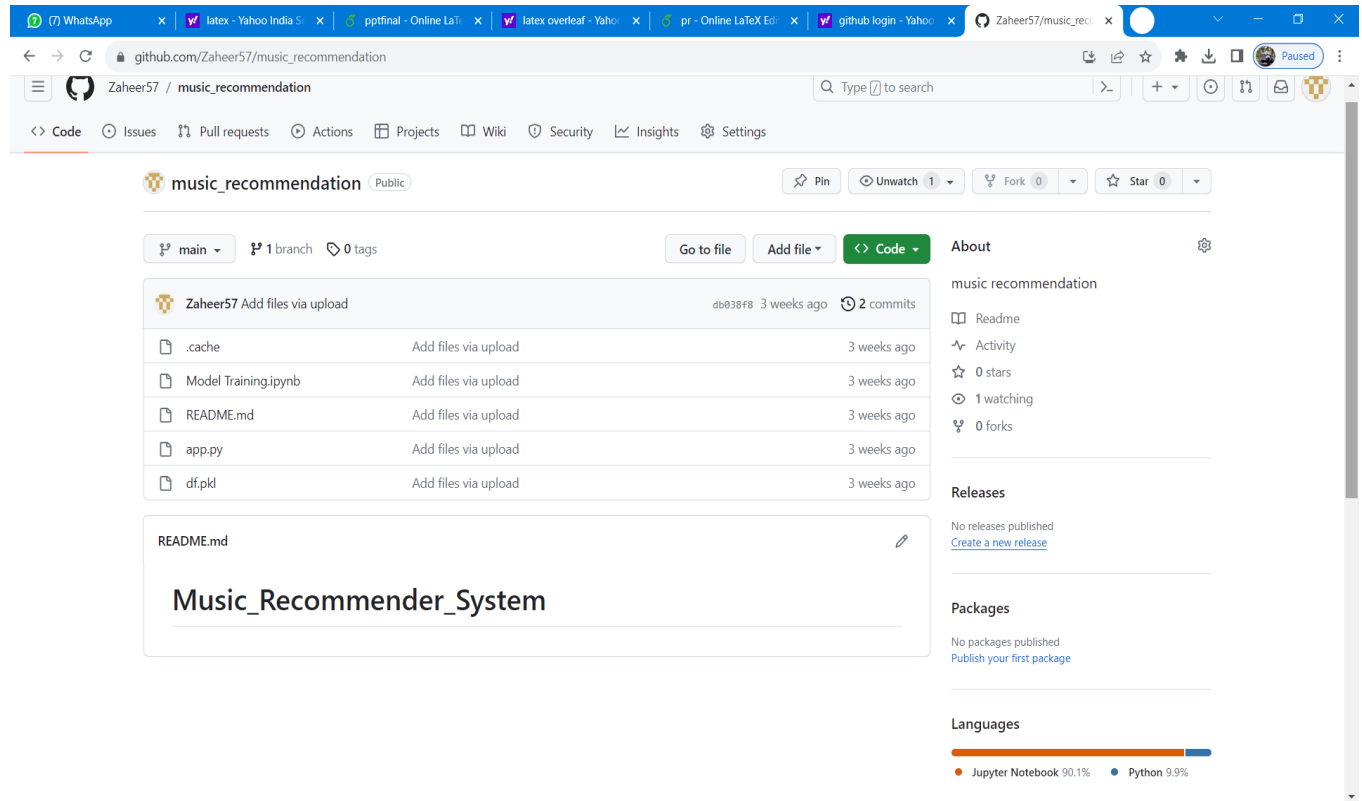 (7) WhatsApp
latex - Yahoo India Se
pptfinal - Online LaTe
latex overleaf - Yahoo
pr - Online LaTeX Edi
github login - Yahoo
Zaheer57/music_reco
github.com/Zaheer57/music_recommendation
Paused
Zaheer57 / music_recommendation
Type / to search
Code Issues Pull requests Actions Projects Wiki Security Insights Settings
music_recommendation Public
Pin Unwatch 1 Fork 0 Star 0
main 1 branch 0 tags
Go to file Add file <> Code
Zaheer57 Add files via upload db038f8 3 weeks ago 2 commits
.cache Add files via upload 3 weeks ago
Model Training.ipynb Add files via upload 3 weeks ago
README.md Add files via upload 3 weeks ago
app.py Add files via upload 3 weeks ago
df.pkl Add files via upload 3 weeks ago
README.md
Music_Recommender_System
About
music recommendation
Readme
Activity
0 stars
1 watching
0 forks
Releases
No releases published
Create a new release
Packages
No packages published
Publish your first package
Languages
Jupyter Notebook 90.1% Python 9.9%